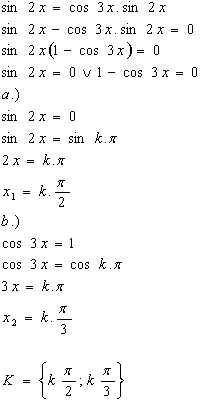 sin 2x = cos 3x.sin 2x
sin 2x − cos 3x.sin 2x = 0
sin 2x(1 − cos 3x) = 0
sin 2x = 0 ∨ 1 − cos 3x = 0
a.)
sin 2x = 0
sin 2x = sin k.π
2x = k.π
x₁ = k.π/2
b.)
cos 3x = 1
cos 3x = cos k.π
3x = k.π
x₂ = k.π/3
K = {k π/2; k π/3}